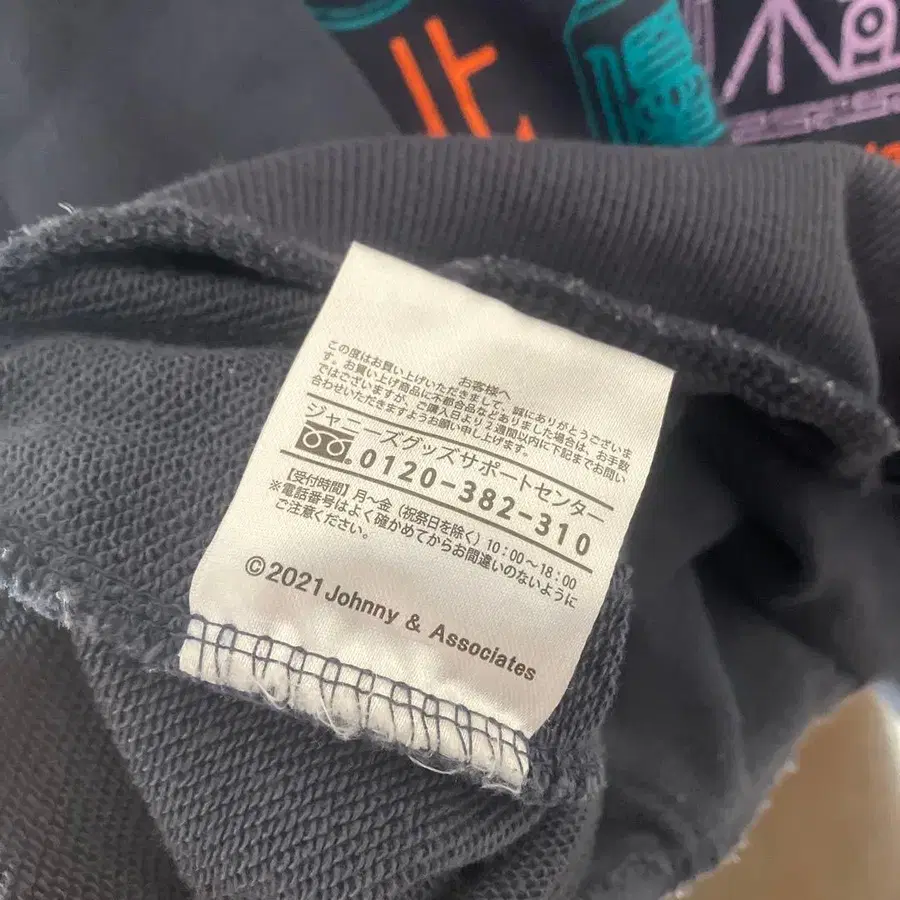 お客様へ
この度はお買い上げいただきまして、誠にありがとうございま
す。お買い上げ商品に不都合品などありました場合は、お手数
ではございますが、ご購入日より2週間以内に下記までお問い
合わせいただきますようお願い申し上げます。
ジャニーズグッズサポートセンター
0120-382-310
【受付時間】月～金（祝祭日を除く）10:00～18:00
※電話番号はよく確かめてからお間違いのないように
ご注意ください。
©2021 Johnny & Associates